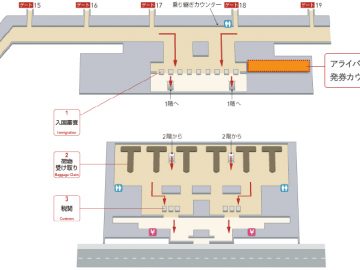 ゲート15
ゲート16
ゲート17
乗り継ぎカウンター
ゲート18
ゲート19
アライバ
発券カウ
1階へ
1階へ
1
入国審査
Immigration
2階から
2階から
2
荷物
受け取り
Baggage Claim
3
税関
Customs